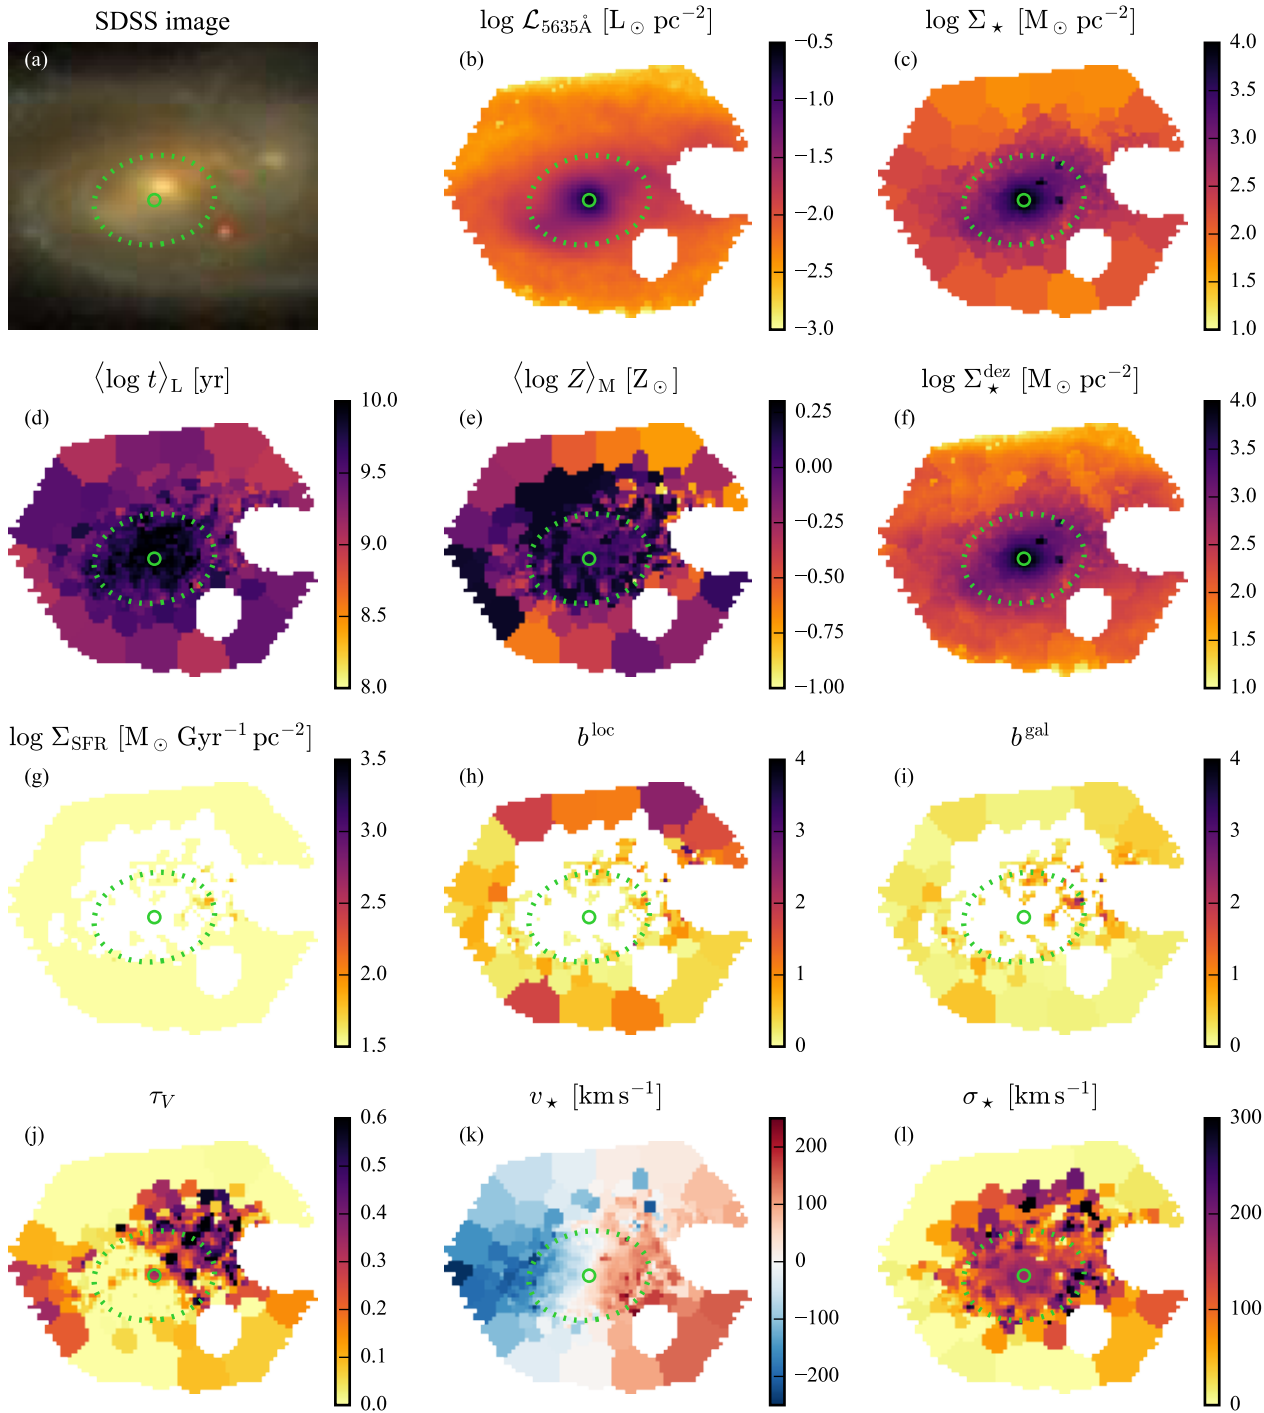 SDSS image
log ℒ₅₆₃₅Å [L⊙ pc⁻²]
log Σ⋆ [M⊙ pc⁻²]
(a)
(b)
−0.5
−1.0
−1.5
−2.0
−2.5
−3.0
(c)
4.0
3.5
3.0
2.5
2.0
1.5
1.0
⟨log t⟩L [yr]
⟨log Z⟩M [Z⊙]
log Σ⋆ᵈᵉᶻ [M⊙ pc⁻²]
(d)
10.0
9.5
9.0
8.5
8.0
(e)
0.25
0.00
−0.25
−0.50
−0.75
−1.00
(f)
4.0
3.5
3.0
2.5
2.0
1.5
1.0
log ΣSFR [M⊙ Gyr⁻¹ pc⁻²]
bˡᵒᶜ
bᵍᵃˡ
(g)
3.5
3.0
2.5
2.0
1.5
(h)
4
3
2
1
0
(i)
4
3
2
1
0
τV
v⋆ [km s⁻¹]
σ⋆ [km s⁻¹]
(j)
0.6
0.5
0.4
0.3
0.2
0.1
0.0
(k)
200
100
0
−100
−200
(l)
300
200
100
0